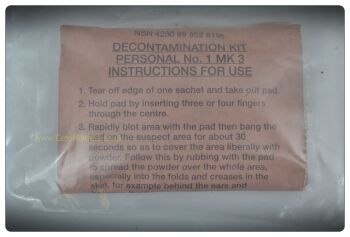 NSN 4230 99 852 8196
DECONTAMINATION KIT
PERSONAL No. 1 MK 3
INSTRUCTIONS FOR USE
1. Tear off edge of one sachet and take out pad.
2. Hold pad by inserting three or four fingers
through the centre.
3. Rapidly blot area with pad then bang the
pad on the suspect area for about 30
seconds so as to cover the area liberally with
powder. Follow this by rubbing with the pad
to spread the powder over the whole area,
especially into the folds and creases in the
skin, for example behind the ears and